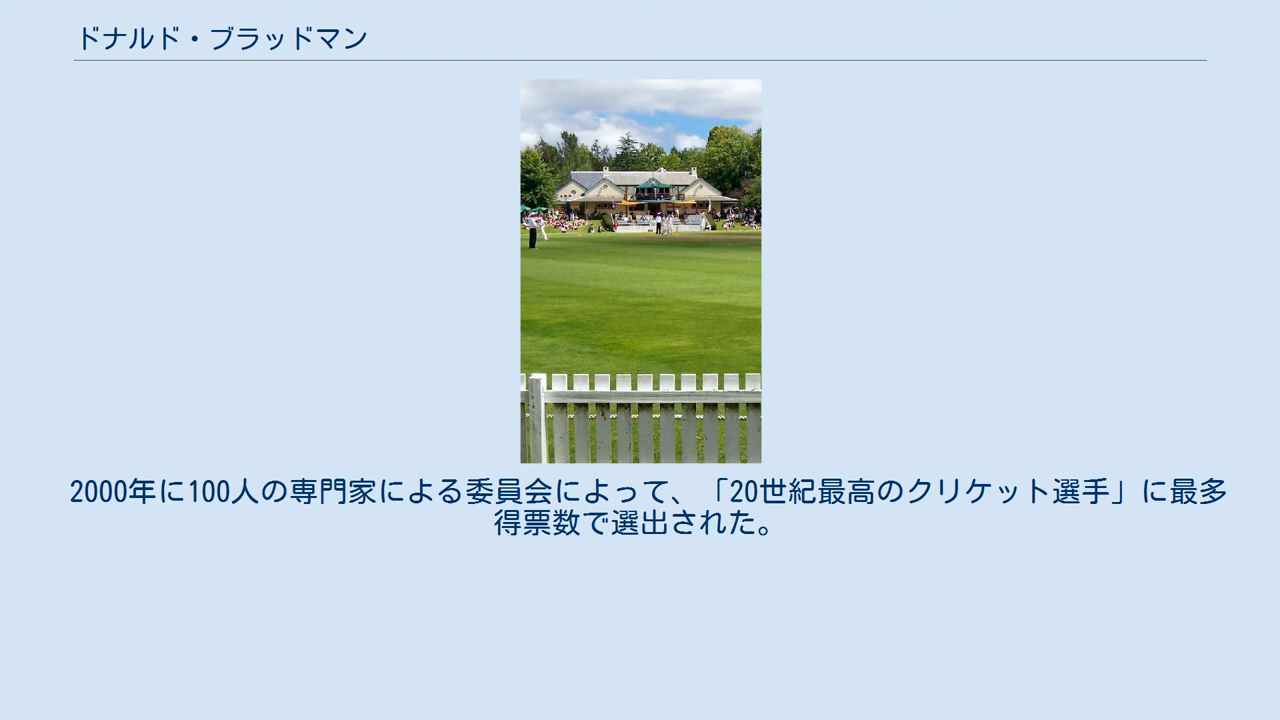 ドナルド・ブラッドマン
2000年に100人の専門家による委員会によって、「20世紀最高のクリケット選手」に最多
得票数で選出された。